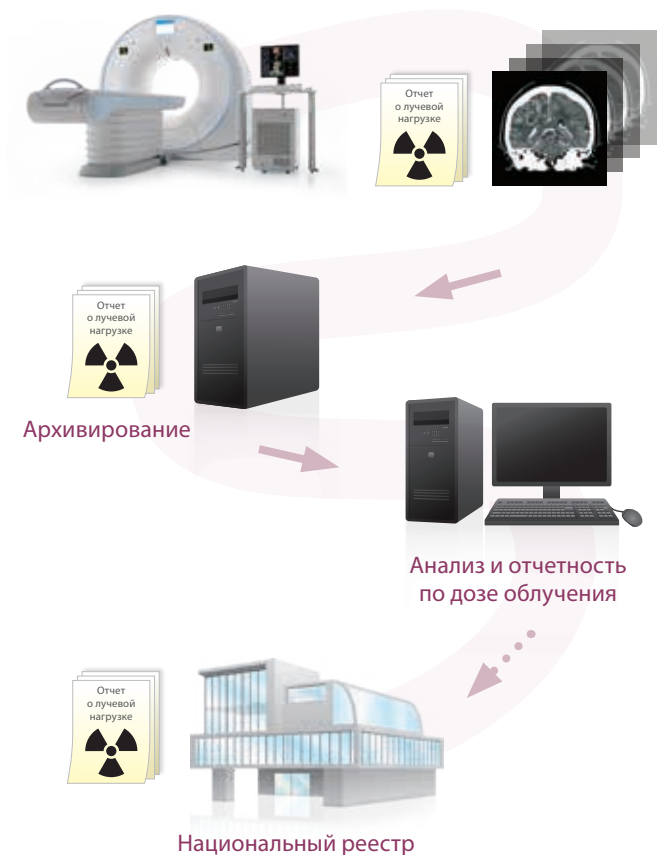 Отчет
о лучевой
нагрузке
Отчет
о лучевой
нагрузке
Архивирование
Анализ и отчетность
по дозе облучения
Отчет
о лучевой
нагрузке
Национальный реестр